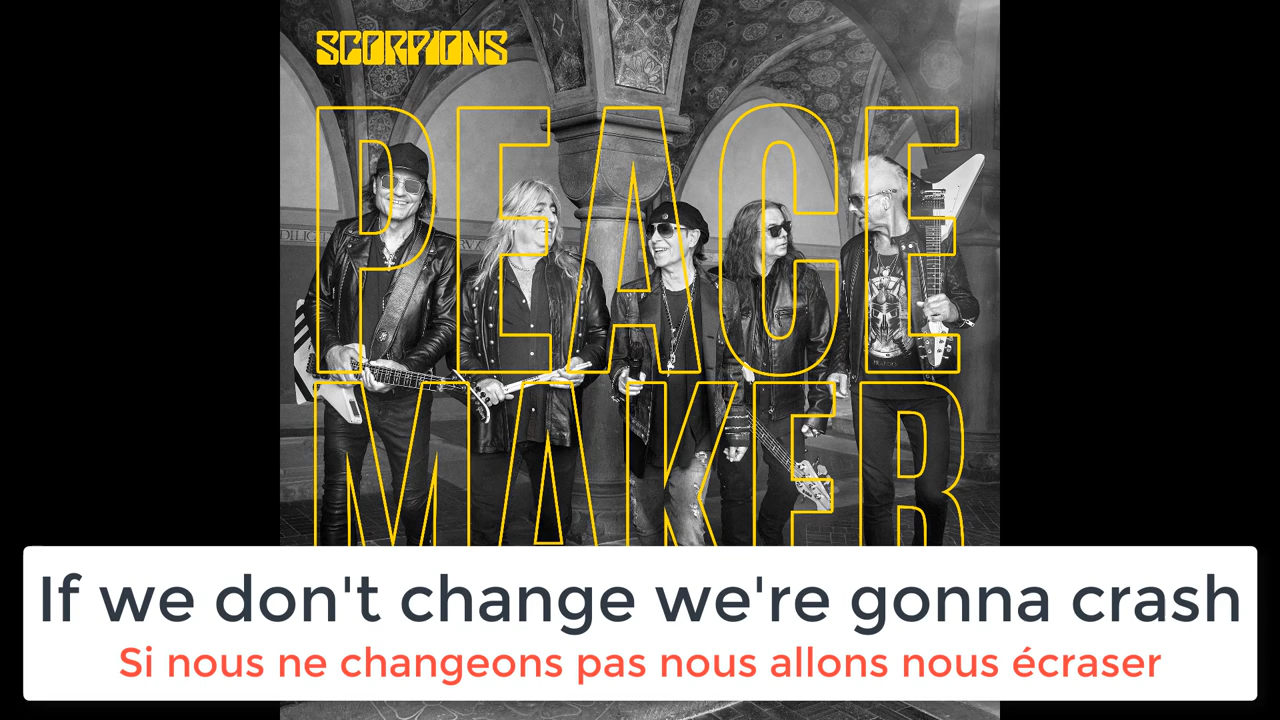 SCORPIONS
PEACE
MAKER
If we don't change we're gonna crash
Si nous ne changeons pas nous allons nous écraser